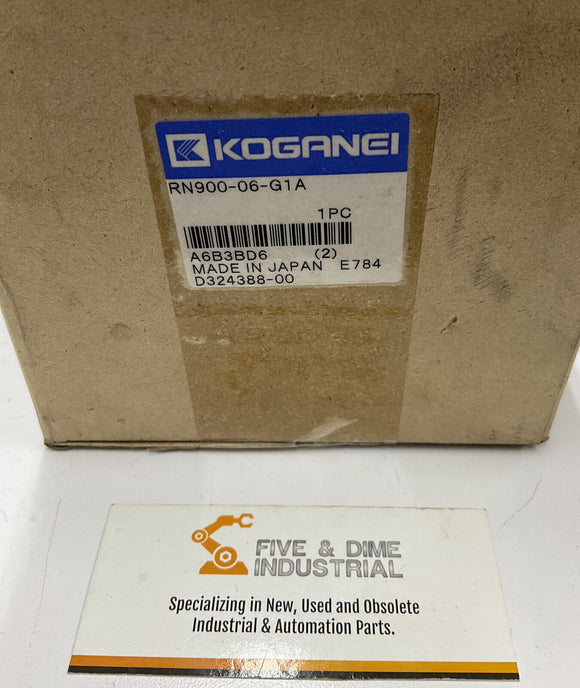 KOGANEI
RN900-06-G1A
1PC
A6B3BD6 (2)
MADE IN JAPAN E784
D324388-00
FIVE & DIME
INDUSTRIAL
Specializing in New, Used and Obsolete
Industrial & Automation Parts.